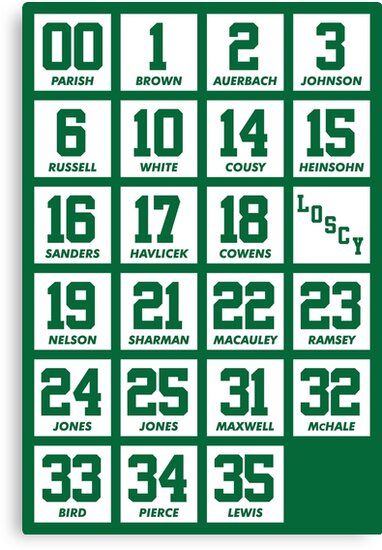 00 1 2 3
PARISH BROWN AUERBACH JOHNSON
6 10 14 15
RUSSELL WHITE COUSY HEINSOHN
16 17 18 LOSCY
SANDERS HAVLICEK COWENS
19 21 22 23
NELSON SHARMAN MACAULEY RAMSEY
24 25 31 32
JONES JONES MAXWELL McHALE
33 34 35
BIRD PIERCE LEWIS